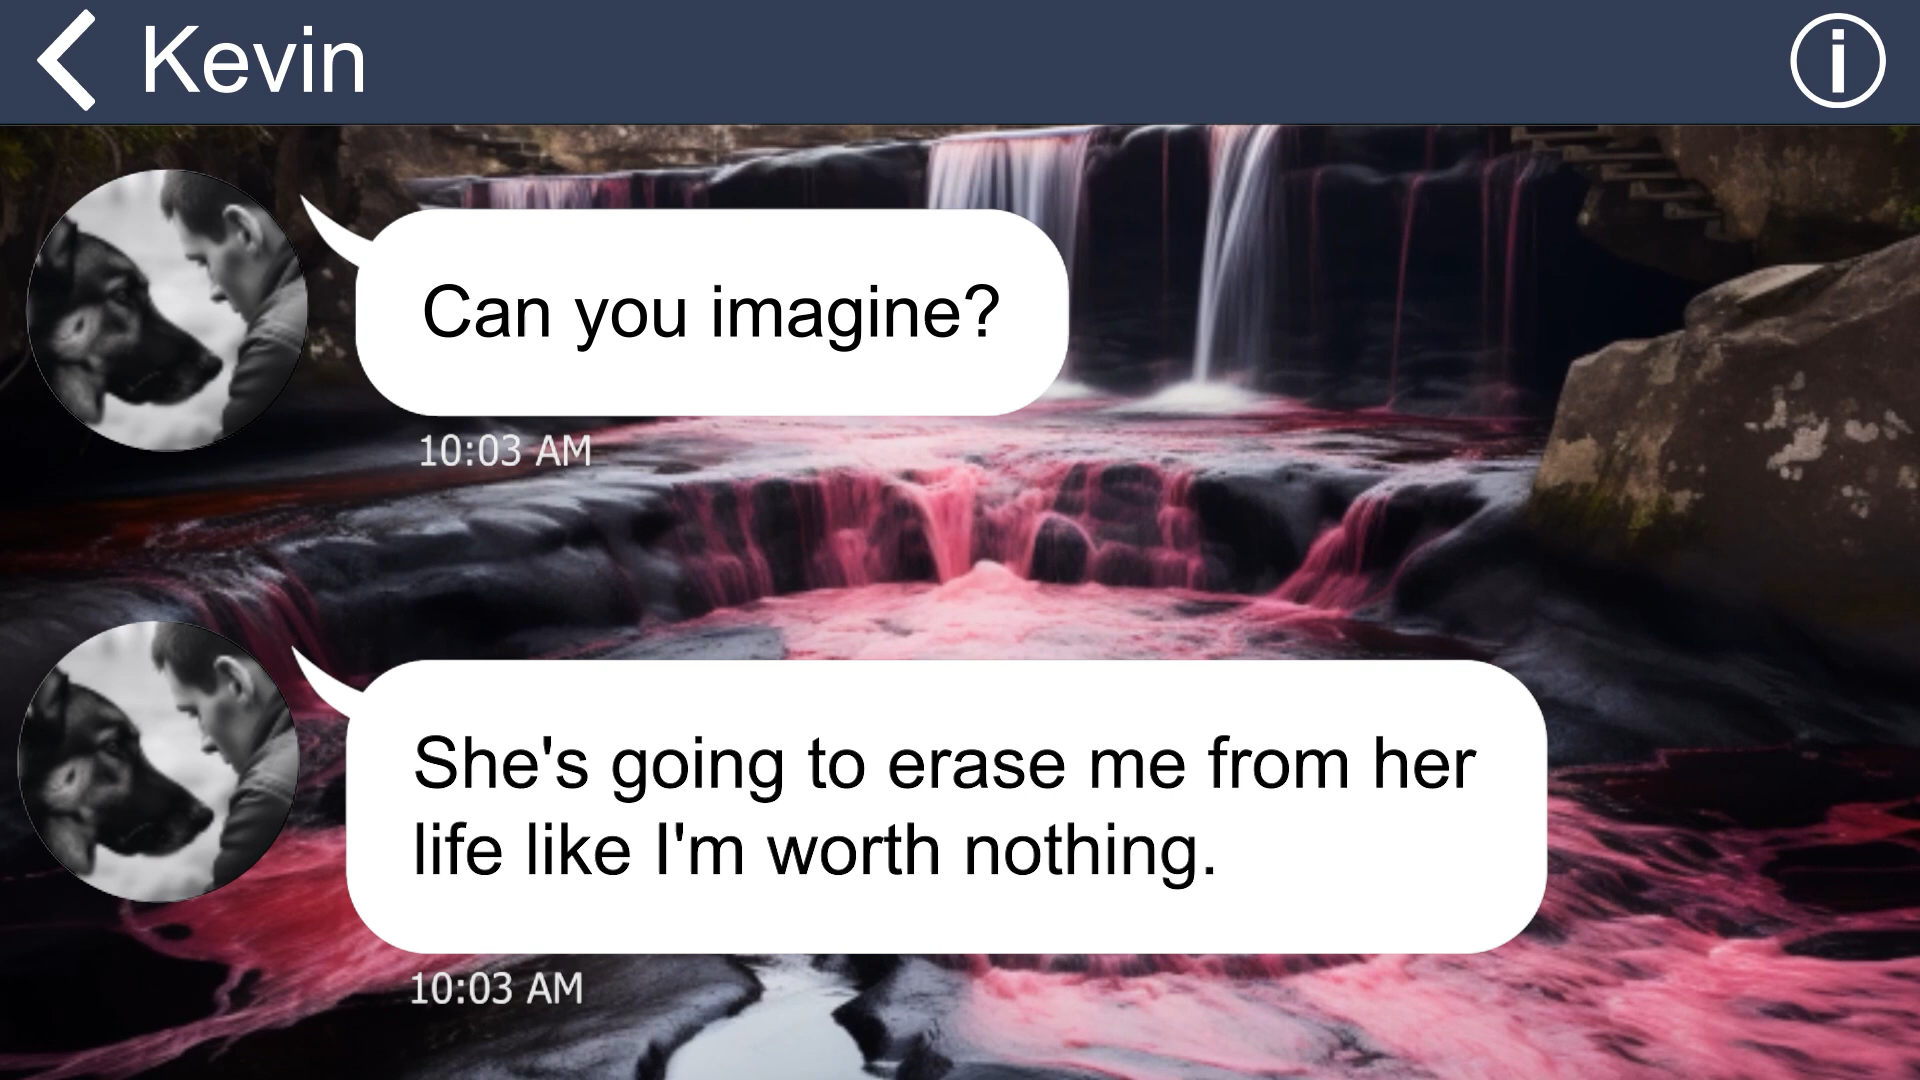 Kevin
Can you imagine?
10:03 AM
She's going to erase me from her
life like I'm worth nothing.
10:03 AM